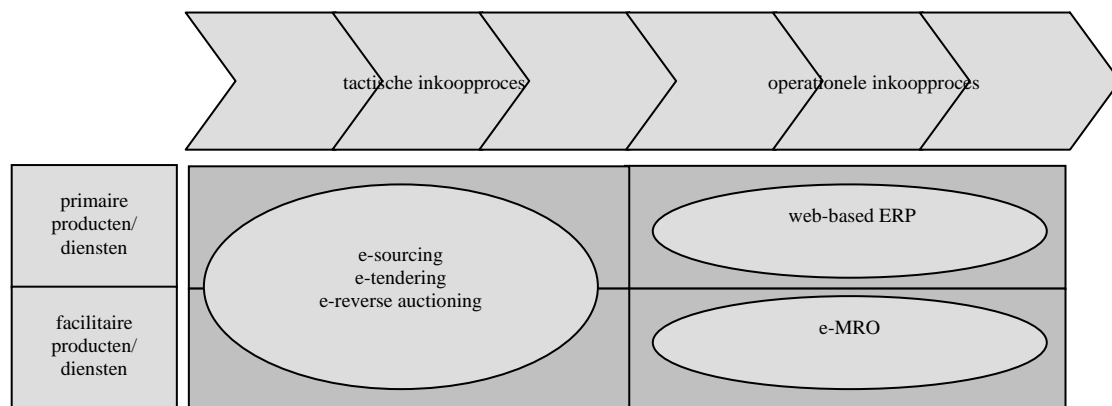 tactische inkoopproces
operationele inkoopproces
primaire
producten/
diensten
e-sourcing
e-tendering
e-reverse auctioning
web-based ERP
facilitaire
producten/
diensten
e-MRO